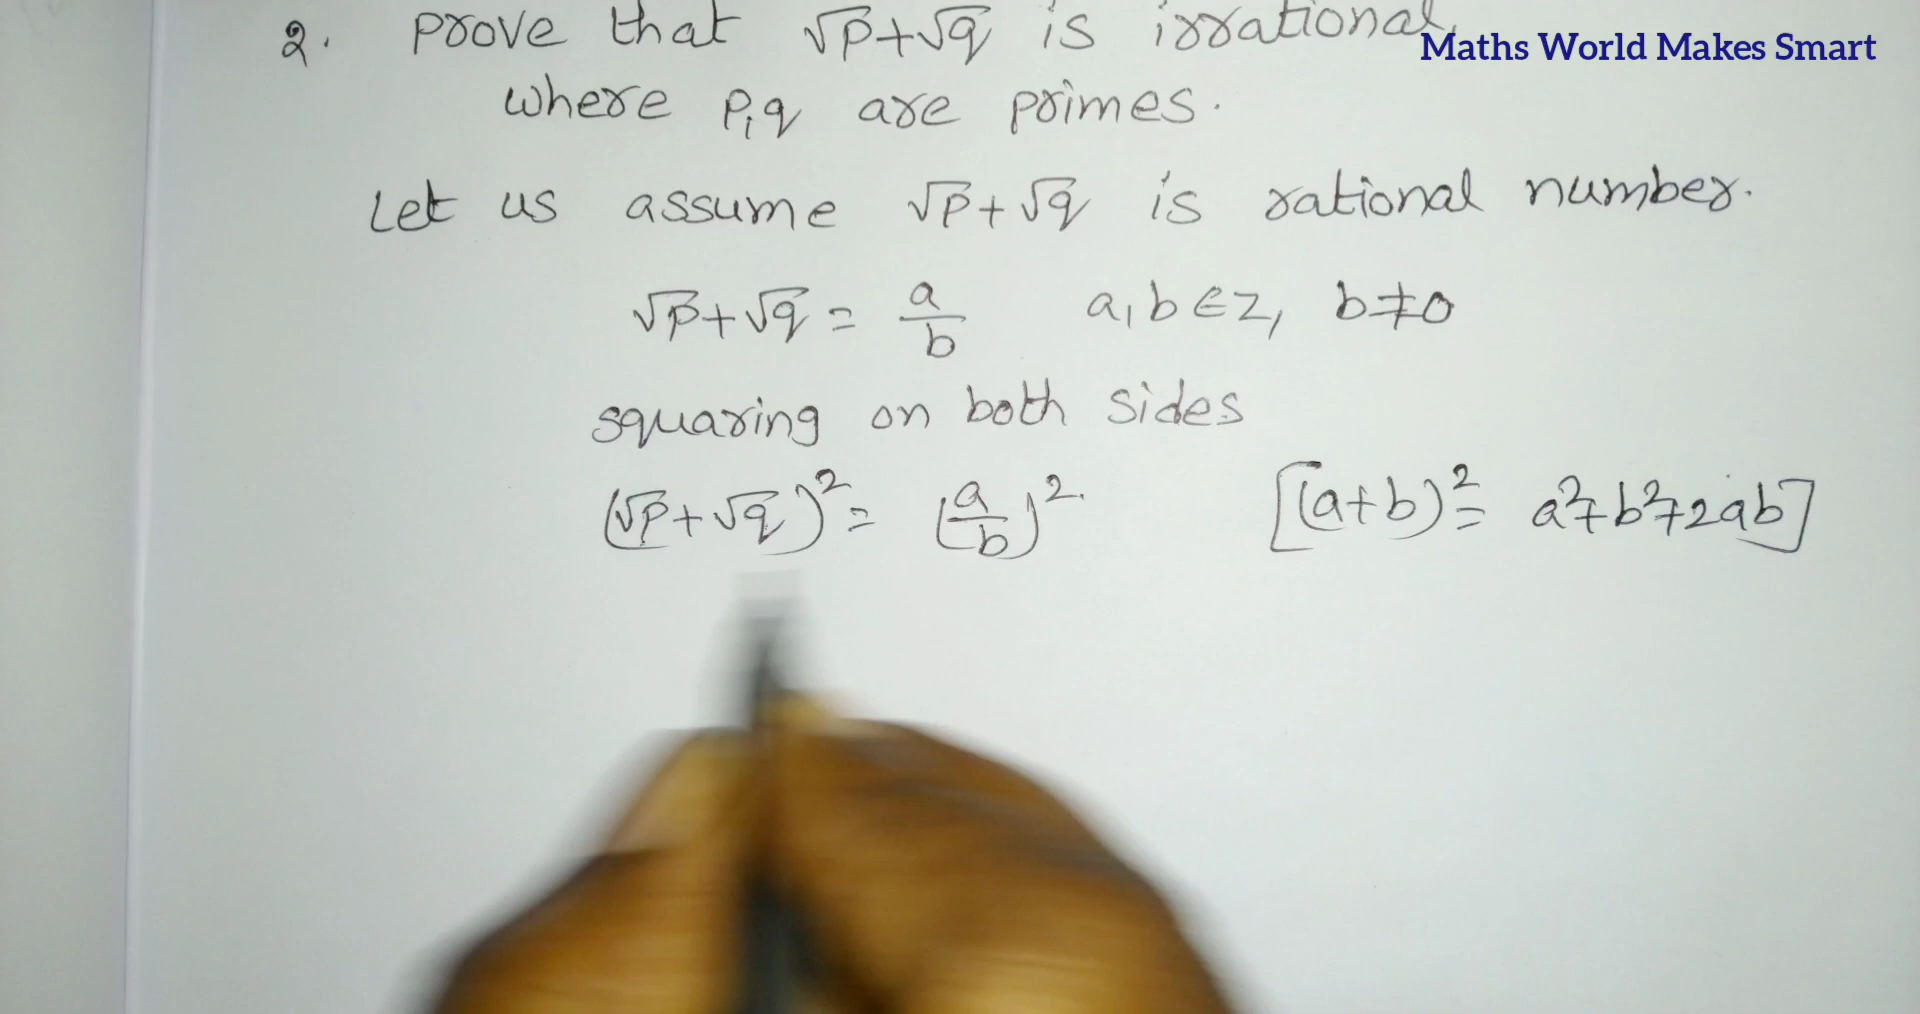 2. prove that √p+√q is irrational,
Maths World Makes Smart
where p,q are primes.
Let us assume √p+√q is rational number.
√p+√q = a/b a,b ∈ Z, b≠0
squaring on both sides
(√p+√q)² = (a/b)². [(a+b)² = a²+b²+2ab]